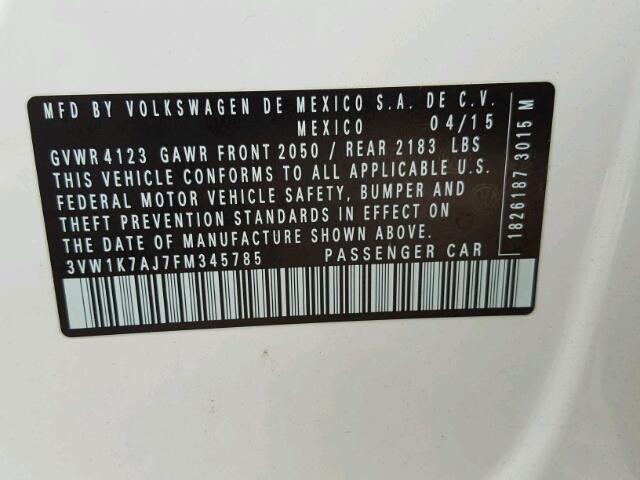 MFD BY VOLKSWAGEN DE MEXICO S.A. DE C.V.
MEXICO 04/15
GVWR 4123 GAWR FRONT 2050 / REAR 2183 LBS
THIS VEHICLE CONFORMS TO ALL APPLICABLE U.S.
FEDERAL MOTOR VEHICLE SAFETY, BUMPER AND
THEFT PREVENTION STANDARDS IN EFFECT ON
THE DATE OF MANUFACTURE SHOWN ABOVE.
3VW1K7AJ7FM345785 PASSENGER CAR
1826187 3015 M